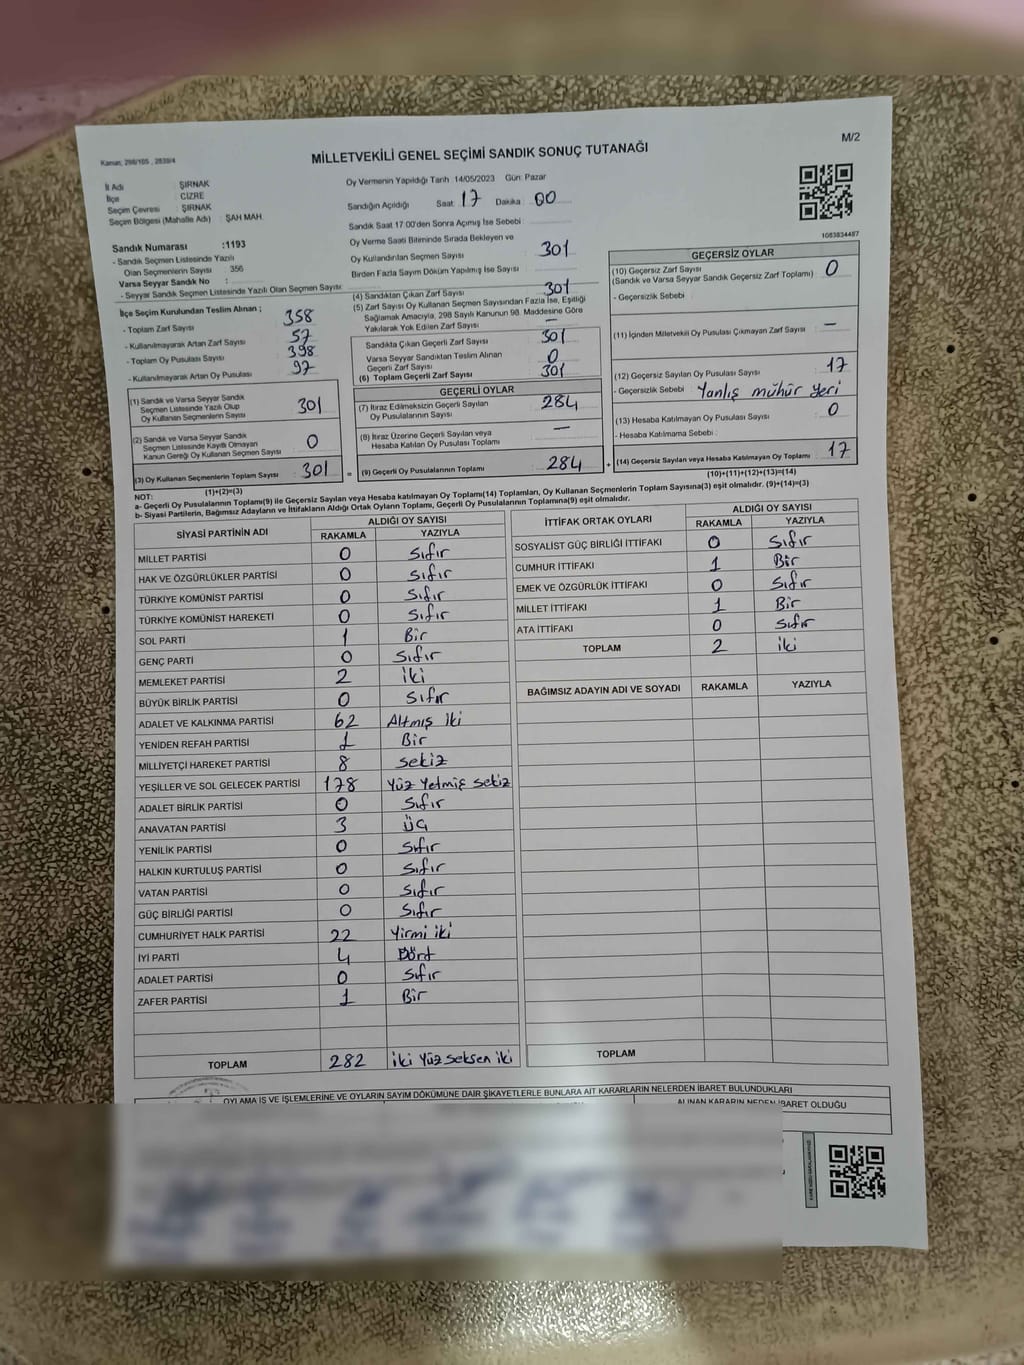 Kanun; 298/105 , 2839/4
M/2
MİLLETVEKİLİ GENEL SEÇİMİ SANDIK SONUÇ TUTANAĞI
İl Adı : ŞIRNAK
İlçe : CİZRE
Seçim Çevresi : ŞIRNAK
Seçim Bölgesi (Mahalle Adı) : ŞAH MAH.
Sandık Numarası :1193
- Sandık Seçmen Listesinde Yazılı
Olan Seçmenlerin Sayısı : 356
Varsa Seyyar Sandık No :
- Seyyar Sandık Seçmen Listesinde Yazılı Olan Seçmen Sayısı:
Oy Vermenin Yapıldığı Tarih 14/05/2023 Gün: Pazar
Sandığın Açıldığı Saat: 17 Dakika: 00
Sandık Saat 17.00'den Sonra Açımış İse Sebebi :
Oy Verme Saati Bitiminde Sırada Bekleyen ve
Oy Kullandırılan Seçmen Sayısı : 301
Birden Fazla Sayım Döküm Yapılmış İse Sayısı :
1083834487
İlçe Seçim Kurulundan Teslim Alınan ;
- Toplam Zarf Sayısı : 358
- Kullanılmayarak Artan Zarf Sayısı : 57
- Toplam Oy Pusulası Sayısı : 398
- Kullanılmayarak Artan Oy Pusulası : 97
(4) Sandıktan Çıkan Zarf Sayısı : 301
(5) Zarf Sayısı Oy Kullanan Seçmen Sayısından Fazla İse, Eşitliği
Sağlamak Amacıyla, 298 Sayılı Kanunun 98. Maddesine Göre
Yakılarak Yok Edilen Zarf Sayısı : —
Sandıkta Çıkan Geçerli Zarf Sayısı : 301
Varsa Seyyar Sandıktan Teslim Alınan
Geçerli Zarf Sayısı : 0
(6) Toplam Geçerli Zarf Sayısı : 301
(1) Sandık ve Varsa Seyyar Sandık
Seçmen Listesinde Yazılı Olup
Oy Kullanan Seçmenlerin Sayısı : 301
(2) Sandık ve Varsa Seyyar Sandık
Seçmen Listesinde Kayıtlı Olmayan
Kanun Gereği Oy Kullanan Seçmen Sayısı : 0
(3) Oy Kullanan Seçmenlerin Toplam Sayısı : 301
(1)+(2)=(3)
GEÇERLİ OYLAR
(7) İtiraz Edilmeksizin Geçerli Sayılan
Oy Pusulalarının Sayısı : 284
(8) İtiraz Üzerine Geçerli Sayılan veya
Hesaba Katılan Oy Pusulası Toplamı : —
= (9) Geçerli Oy Pusulalarının Toplamı : 284 +
GEÇERSİZ OYLAR
(10) Geçersiz Zarf Sayısı
(Sandık ve Varsa Seyyar Sandık Geçersiz Zarf Toplamı) : 0
- Geçersizlik Sebebi :
(11) İçinden Milletvekili Oy Pusulası Çıkmayan Zarf Sayısı : —
(12) Geçersiz Sayılan Oy Pusulası Sayısı : 17
- Geçersizlik Sebebi : Yanlış mühür yeri
(13) Hesaba Katılmayan Oy Pusulası Sayısı : 0
- Hesaba Katılmama Sebebi :
(14) Geçersiz Sayılan veya Hesaba Katılmayan Oy Toplamı : 17
(10)+(11)+(12)+(13)=(14)
NOT:
a- Geçerli Oy Pusulalarının Toplamı(9) ile Geçersiz Sayılan veya Hesaba katılmayan Oy Toplam(14) Toplamları, Oy Kullanan Seçmenlerin Toplam Sayısına(3) eşit olmalıdır. (9)+(14)=(3)
b- Siyasi Partilerin, Bağımsız Adayların ve İttifakların Aldığı Ortak Oyların Toplamı, Geçerli Oy Pusulalarının Toplamına(9) eşit olmalıdır.
SİYASİ PARTİNİN ADI ALDIĞI OY SAYISI
RAKAMLA YAZIYLA
MİLLET PARTİSİ 0 Sıfır
HAK VE ÖZGÜRLÜKLER PARTİSİ 0 Sıfır
TÜRKİYE KOMÜNİST PARTİSİ 0 Sıfır
TÜRKİYE KOMÜNİST HAREKETİ 0 Sıfır
SOL PARTİ 1 Bir
GENÇ PARTİ 0 Sıfır
MEMLEKET PARTİSİ 2 iki
BÜYÜK BİRLİK PARTİSİ 0 Sıfır
ADALET VE KALKINMA PARTİSİ 62 Altmış iki
YENİDEN REFAH PARTİSİ 1 Bir
MİLLİYETÇİ HAREKET PARTİSİ 8 sekiz
YEŞİLLER VE SOL GELECEK PARTİSİ 178 Yüz Yetmiş sekiz
ADALET BİRLİK PARTİSİ 0 Sıfır
ANAVATAN PARTİSİ 3 Üç
YENİLİK PARTİSİ 0 Sıfır
HALKIN KURTULUŞ PARTİSİ 0 Sıfır
VATAN PARTİSİ 0 Sıfır
GÜÇ BİRLİĞİ PARTİSİ 0 Sıfır
CUMHURİYET HALK PARTİSİ 22 Yirmi iki
İYİ PARTİ 4 Dört
ADALET PARTİSİ 0 Sıfır
ZAFER PARTİSİ 1 Bir
TOPLAM 282 iki Yüz seksen iki
İTTİFAK ORTAK OYLARI ALDIĞI OY SAYISI
RAKAMLA YAZIYLA
SOSYALİST GÜÇ BİRLİĞİ İTTİFAKI 0 Sıfır
CUMHUR İTTİFAKI 1 Bir
EMEK VE ÖZGÜRLÜK İTTİFAKI 0 Sıfır
MİLLET İTTİFAKI 1 Bir
ATA İTTİFAKI 0 Sıfır
TOPLAM 2 iki
BAĞIMSIZ ADAYIN ADI VE SOYADI RAKAMLA YAZIYLA
TOPLAM
OYLAMA İŞ VE İŞLEMLERİNE VE OYLARIN SAYIM DÖKÜMÜNE DAİR ŞİKAYETLERLE BUNLARA AİT KARARLARIN NELERDEN İBARET BULUNDUKLARI
ALINAN KARARIN NEDEN İBARET OLDUĞU